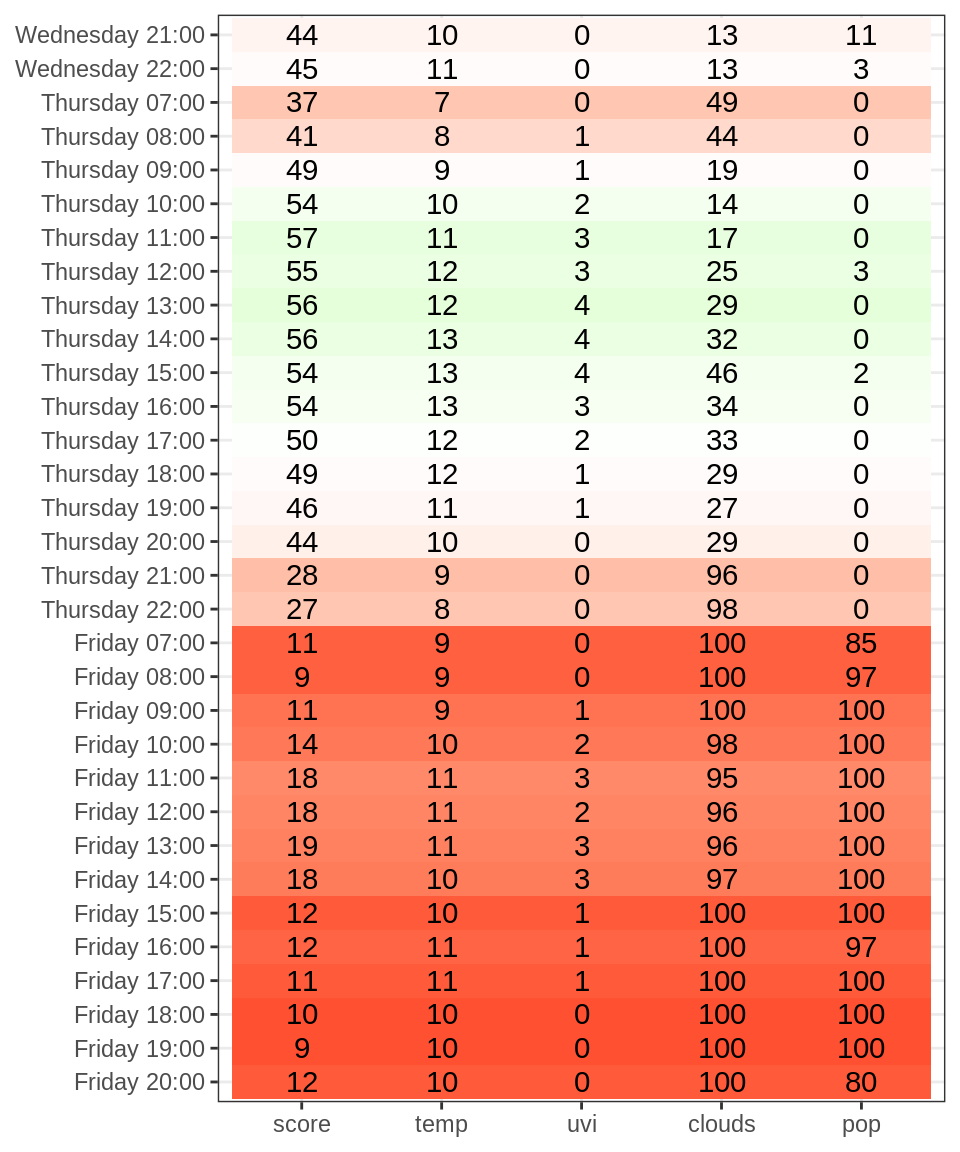 Wednesday 21:00 44 10 0 13 11
Wednesday 22:00 45 11 0 13 3
Thursday 07:00 37 7 0 49 0
Thursday 08:00 41 8 1 44 0
Thursday 09:00 49 9 1 19 0
Thursday 10:00 54 10 2 14 0
Thursday 11:00 57 11 3 17 0
Thursday 12:00 55 12 3 25 3
Thursday 13:00 56 12 4 29 0
Thursday 14:00 56 13 4 32 0
Thursday 15:00 54 13 4 46 2
Thursday 16:00 54 13 3 34 0
Thursday 17:00 50 12 2 33 0
Thursday 18:00 49 12 1 29 0
Thursday 19:00 46 11 1 27 0
Thursday 20:00 44 10 0 29 0
Thursday 21:00 28 9 0 96 0
Thursday 22:00 27 8 0 98 0
Friday 07:00 11 9 0 100 85
Friday 08:00 9 9 0 100 97
Friday 09:00 11 9 1 100 100
Friday 10:00 14 10 2 98 100
Friday 11:00 18 11 3 95 100
Friday 12:00 18 11 2 96 100
Friday 13:00 19 11 3 96 100
Friday 14:00 18 10 3 97 100
Friday 15:00 12 10 1 100 100
Friday 16:00 12 11 1 100 97
Friday 17:00 11 11 1 100 100
Friday 18:00 10 10 0 100 100
Friday 19:00 9 10 0 100 100
Friday 20:00 12 10 0 100 80
score temp uvi clouds pop